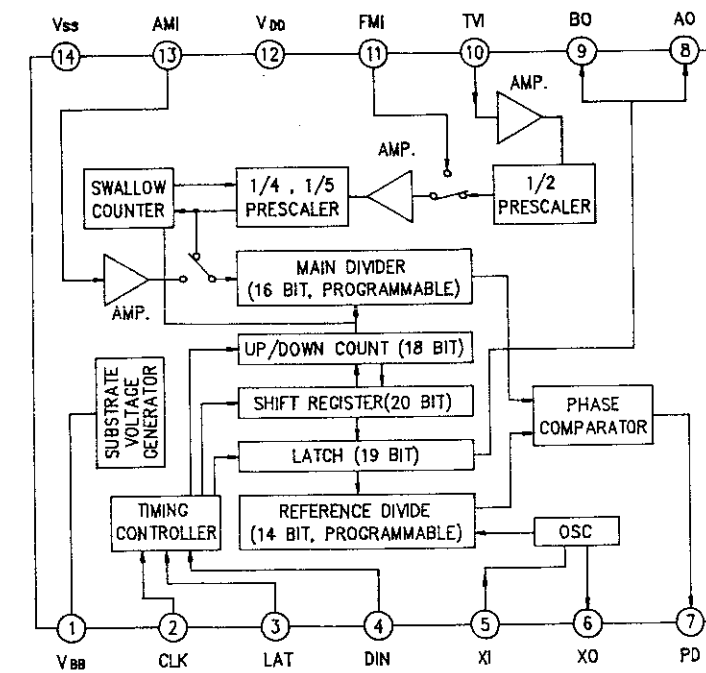 VSS AMI VDD FMI TVI BO AO
14 13 12 11 10 9 8
AMP.
AMP.
SWALLOW
COUNTER
1/4 , 1/5
PRESCALER
1/2
PRESCALER
AMP.
MAIN DIVIDER
(16 BIT, PROGRAMMABLE)
UP/DOWN COUNT (18 BIT)
SUBSTRATE
VOLTAGE
GENERATOR
SHIFT REGISTER(20 BIT)
PHASE
COMPARATOR
LATCH (19 BIT)
TIMING
CONTROLLER
REFERENCE DIVIDE
(14 BIT, PROGRAMMABLE)
OSC
1 2 3 4 5 6 7
VBB CLK LAT DIN XI XO PD